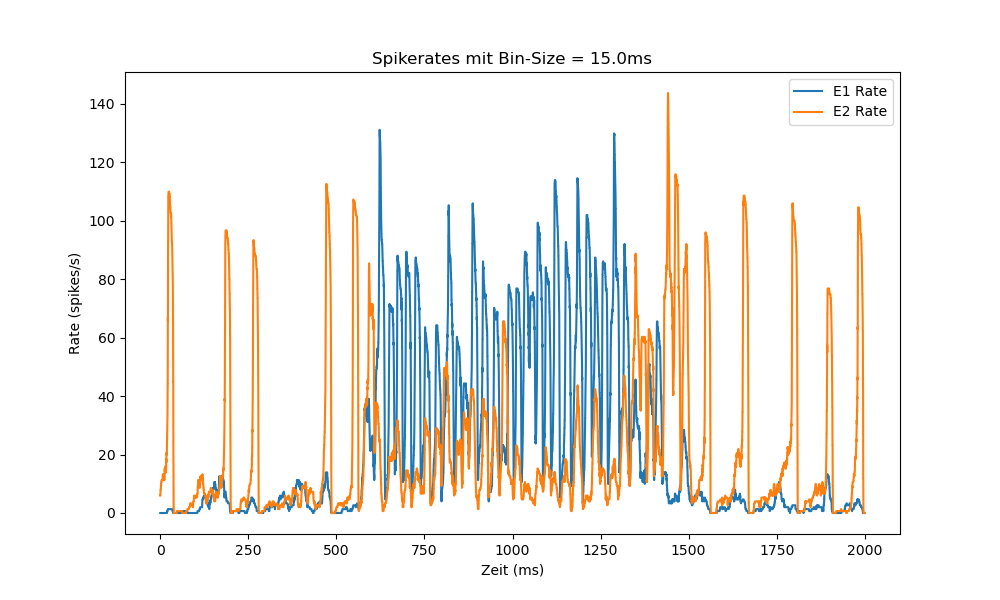 Spikerates mit Bin-Size = 15.0ms
E1 Rate
E2 Rate
Rate (spikes/s)
140
120
100
80
60
40
20
0
0 250 500 750 1000 1250 1500 1750 2000
Zeit (ms)